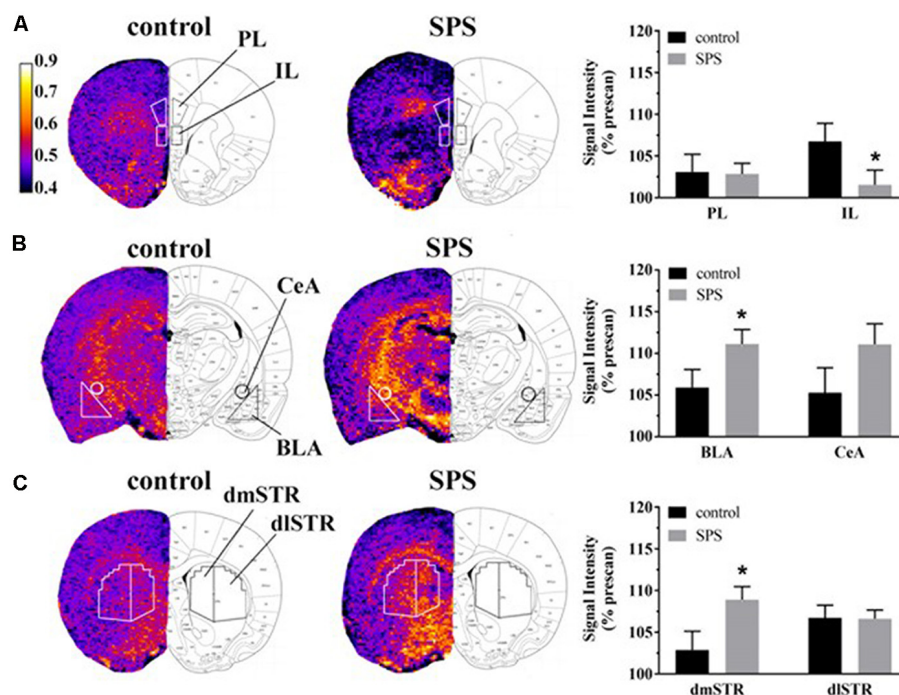 A
control
SPS
PL
IL
0.9
0.8
0.7
0.6
0.5
0.4
Signal Intensity
(% prescan)
120
115
110
105
100
control
SPS
*
PL
IL
B
control
SPS
CeA
BLA
Signal Intensity
(% prescan)
120
115
110
105
100
control
SPS
*
BLA
CeA
C
control
SPS
dmSTR
dlSTR
Signal Intensity
(% prescan)
120
115
110
105
100
control
SPS
*
dmSTR
dlSTR